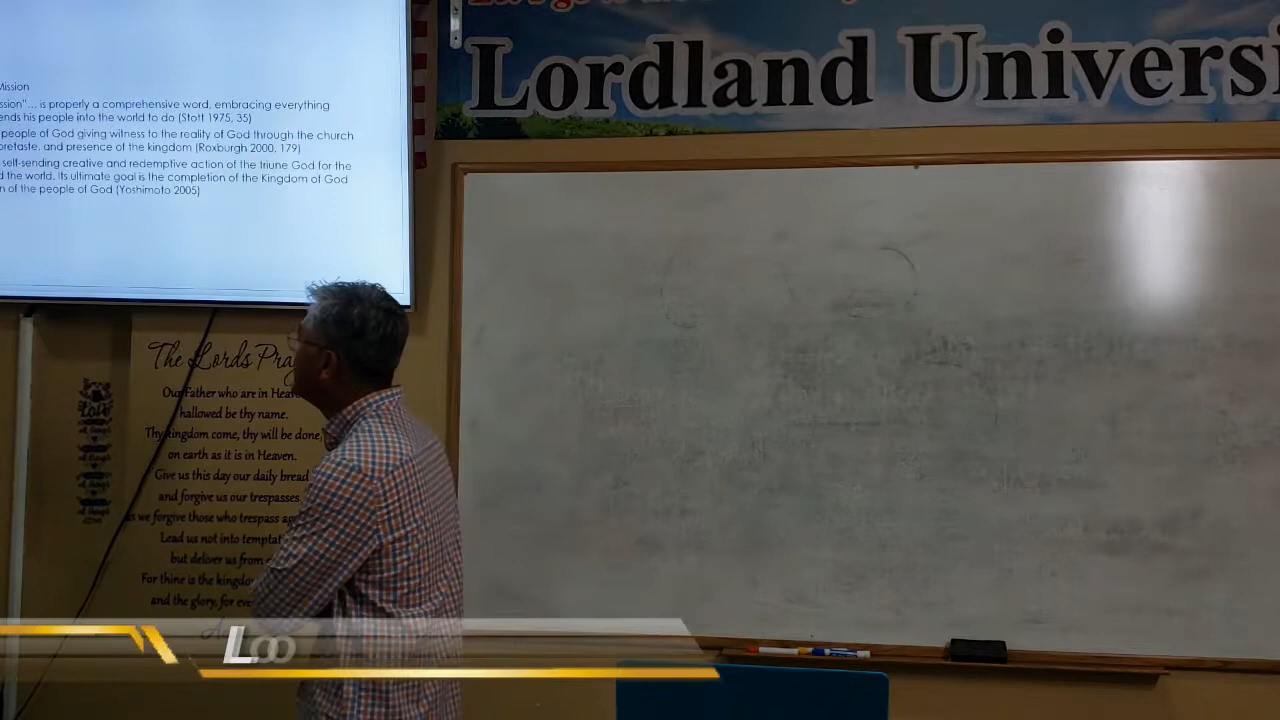 Lordland Universi
Mission
ssion"... is properly a comprehensive word, embracing everything
ends his people into the world to do (Stott 1975, 35)
people of God giving witness to the reality of God through the church
oretaste, and presence of the kingdom (Roxburgh 2000, 179)
self-sending creative and redemptive action of the triune God for the
d the world. Its ultimate goal is the completion of the Kingdom of God
n of the people of God (Yoshimoto 2005)
The Lords Pra
Our Father who are in Heav
hallowed be thy name.
Thy kingdom come, thy will be done,
on earth as it is in Heaven.
Give us this day our daily bread
and forgive us our trespasses
as we forgive those who trespass ag
Lead us not into temptat
but deliver us from
For thine is the kingdo
and the glory, for eve
Loo